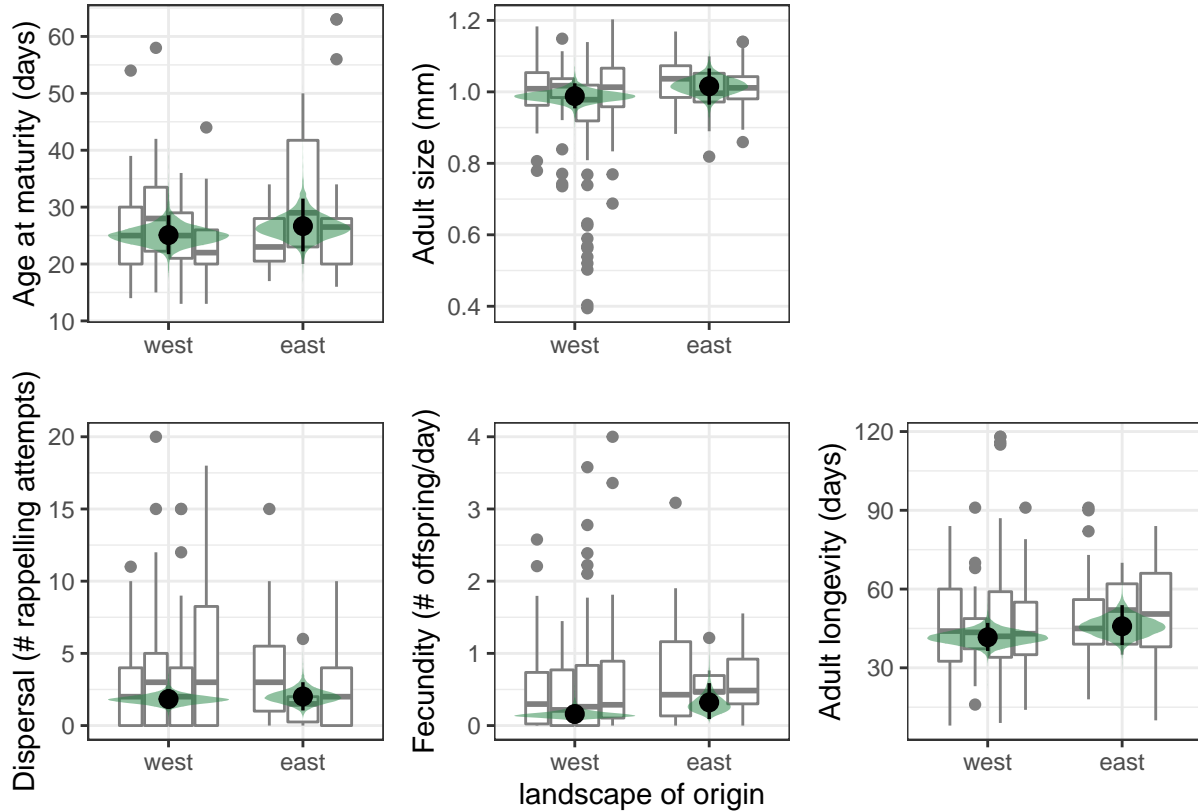 Age at maturity (days)
60
50
40
30
20
10
west east
Adult size (mm)
1.2
1.0
0.8
0.6
0.4
west east
Dispersal (# rappelling attempts)
20
15
10
5
0
west east
Fecundity (# offspring/day)
4
3
2
1
0
west east
Adult longevity (days)
120
90
60
30
west east
landscape of origin